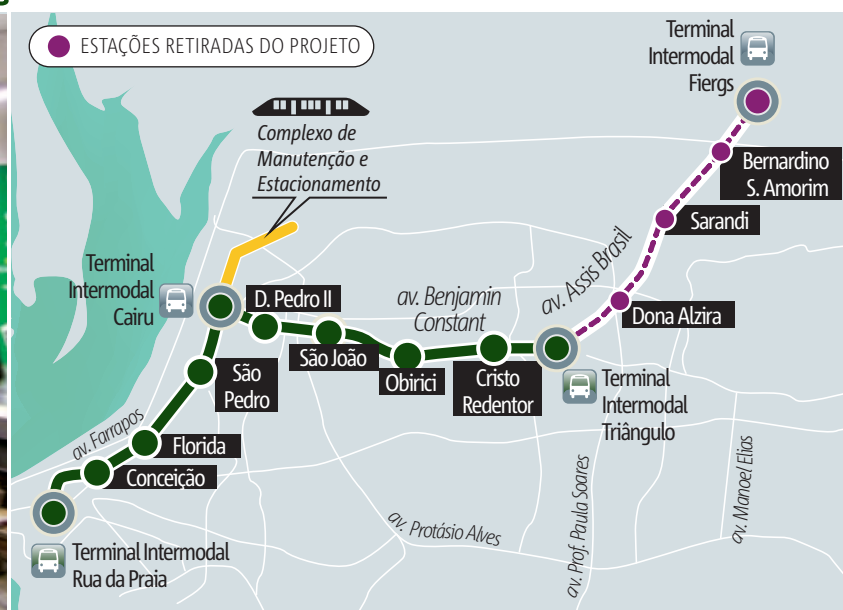 ESTAÇÕES RETIRADAS DO PROJETO
Terminal
Intermodal
Fiergs
Complexo de
Manutenção e
Estacionamento
Bernardino
S. Amorim
Sarandi
av. Assis Brasil
Terminal
Intermodal
Cairu
D. Pedro II
av. Benjamin
Constant
Dona Alzira
São João
Obirici
Cristo
Redentor
São
Pedro
Terminal
Intermodal
Triângulo
av. Farrapos
Florida
Conceição
av. Manoel Elias
av. Prof. Paula Soares
av. Protásio Alves
Terminal Intermodal
Rua da Praia